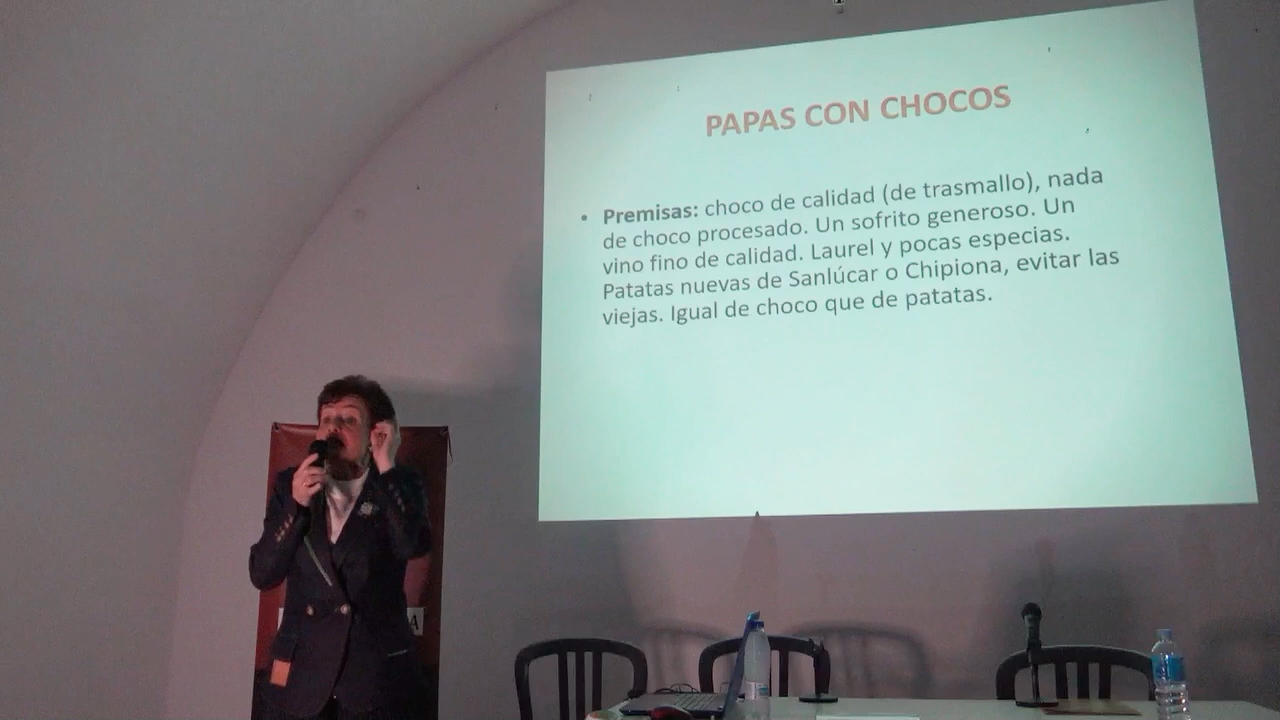 PAPAS CON CHOCOS
• Premisas: choco de calidad (de trasmallo), nada
de choco procesado. Un sofrito generoso. Un
vino fino de calidad. Laurel y pocas especias.
Patatas nuevas de Sanlúcar o Chipiona, evitar las
viejas. Igual de choco que de patatas.
A